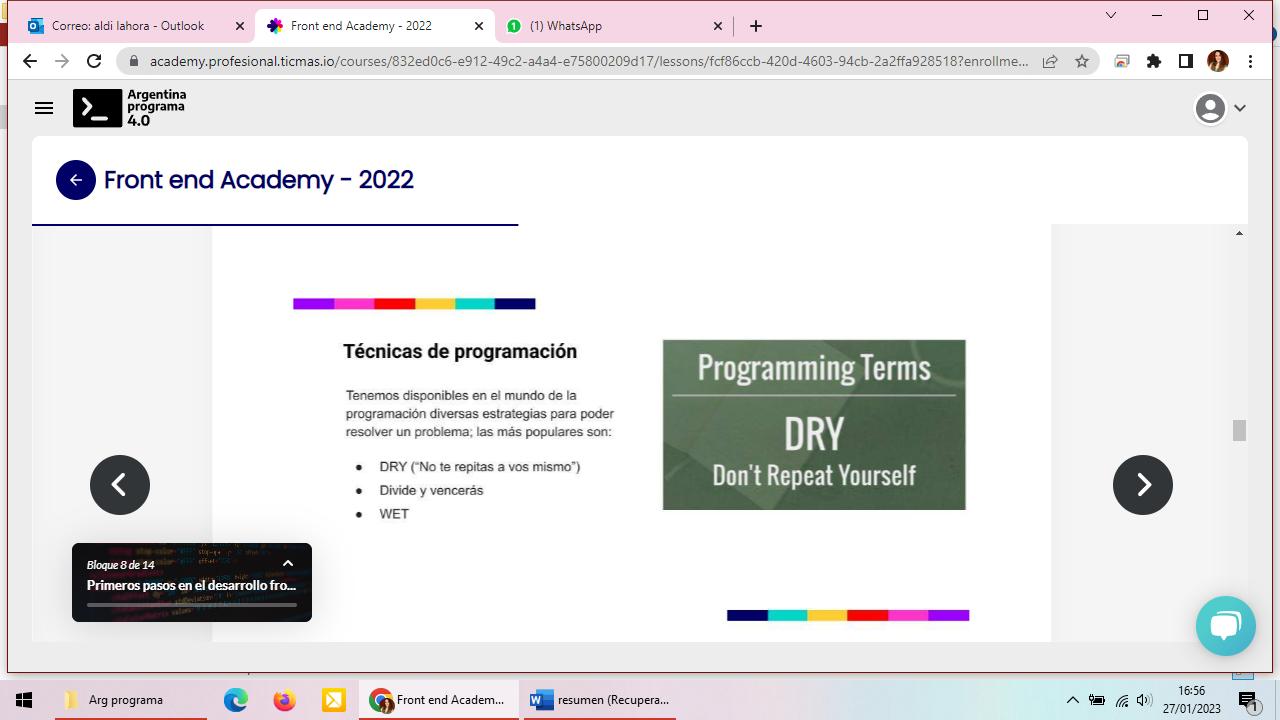 Correo: aldi lahora - Outlook
Front end Academy - 2022
(1) WhatsApp
academy.profesional.ticmas.io/courses/832ee0c6-e912-4952-a4a4-e75800209d17/lessons/fcf86ccb-420d-4603-94cb-2a2ffa928518?enrollme...
Argentina
programa
4.0
Front end Academy - 2022
Técnicas de programación
Tenemos disponibles en el mundo de la
programación diversas estrategias para poder
resolver un problema; las más populares son:
● DRY (“No te repitas a vos mismo”)
● Divide y vencerás
● WET
Programming Terms
DRY
Don't Repeat Yourself
Bloque 8 de 14
Primeros pasos en el desarrollo fro...
Arg programa
Front end Academ...
resumen (Recupera...
16:56
27/01/2023
1